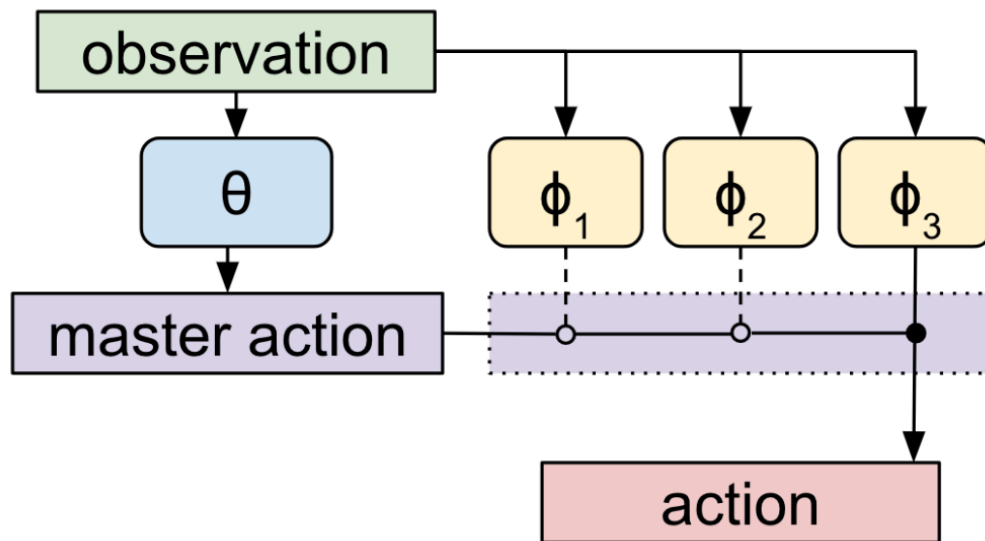 observation
θ
ϕ1
ϕ2
ϕ3
master action
action